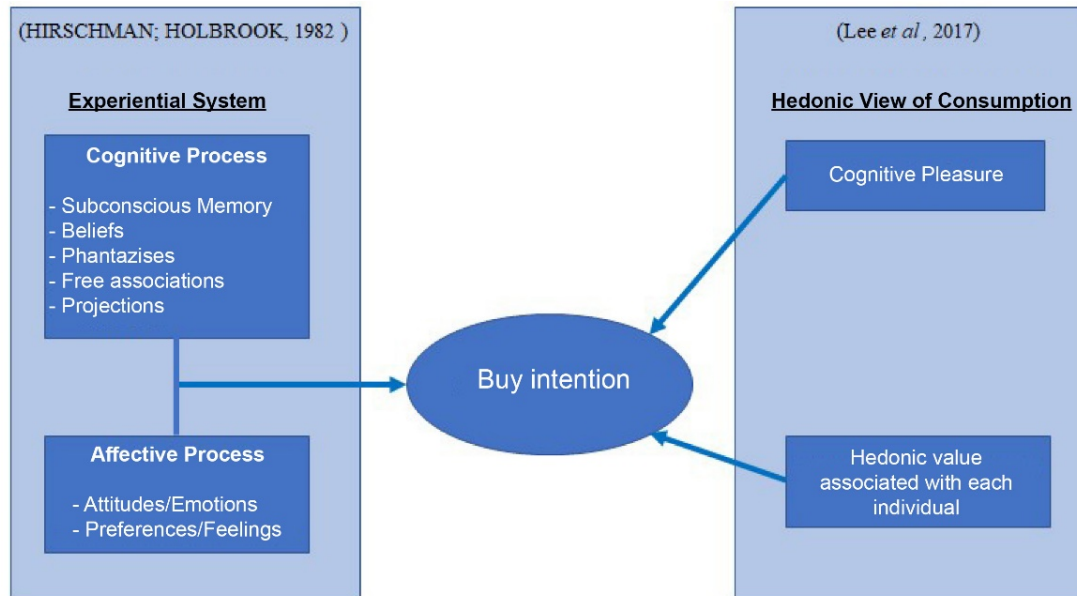 (HIRSCHMAN; HOLBROOK, 1982 )
Experiential System
Cognitive Process
- Subconscious Memory
- Beliefs
- Phantazises
- Free associations
- Projections
Affective Process
- Attitudes/Emotions
- Preferences/Feelings
Buy intention
(Lee et al , 2017)
Hedonic View of Consumption
Cognitive Pleasure
Hedonic value
associated with each
individual